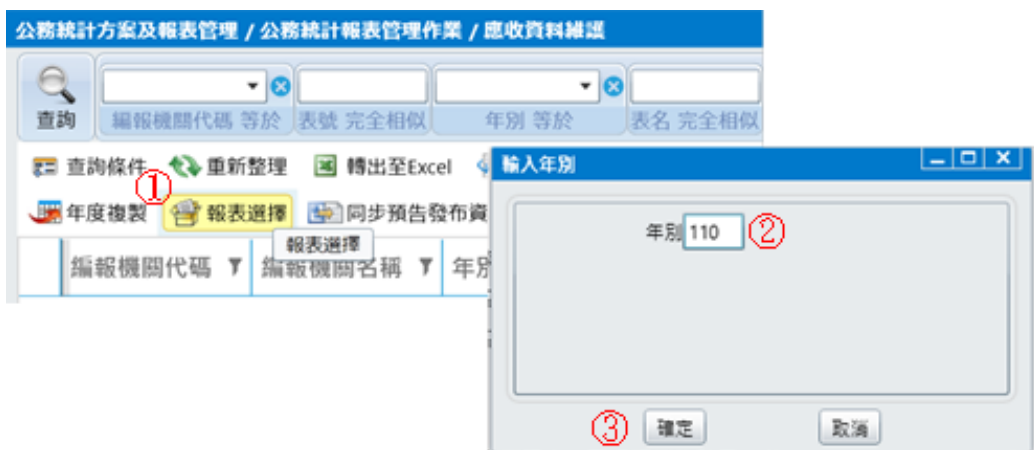 公務統計方案及報表管理 / 公務統計報表管理作業 / 應收資料維護
查詢
編報機關代碼 等於 表號 完全相似 年別 等於 表名 完全相似
查詢條件 重新整理 轉出至Excel
①
年度複製 報表選擇 同步預告發布資
報表選擇
編報機關代碼 編報機關名稱 年別
輸入年別
年別 110 ②
③ 確定 取消